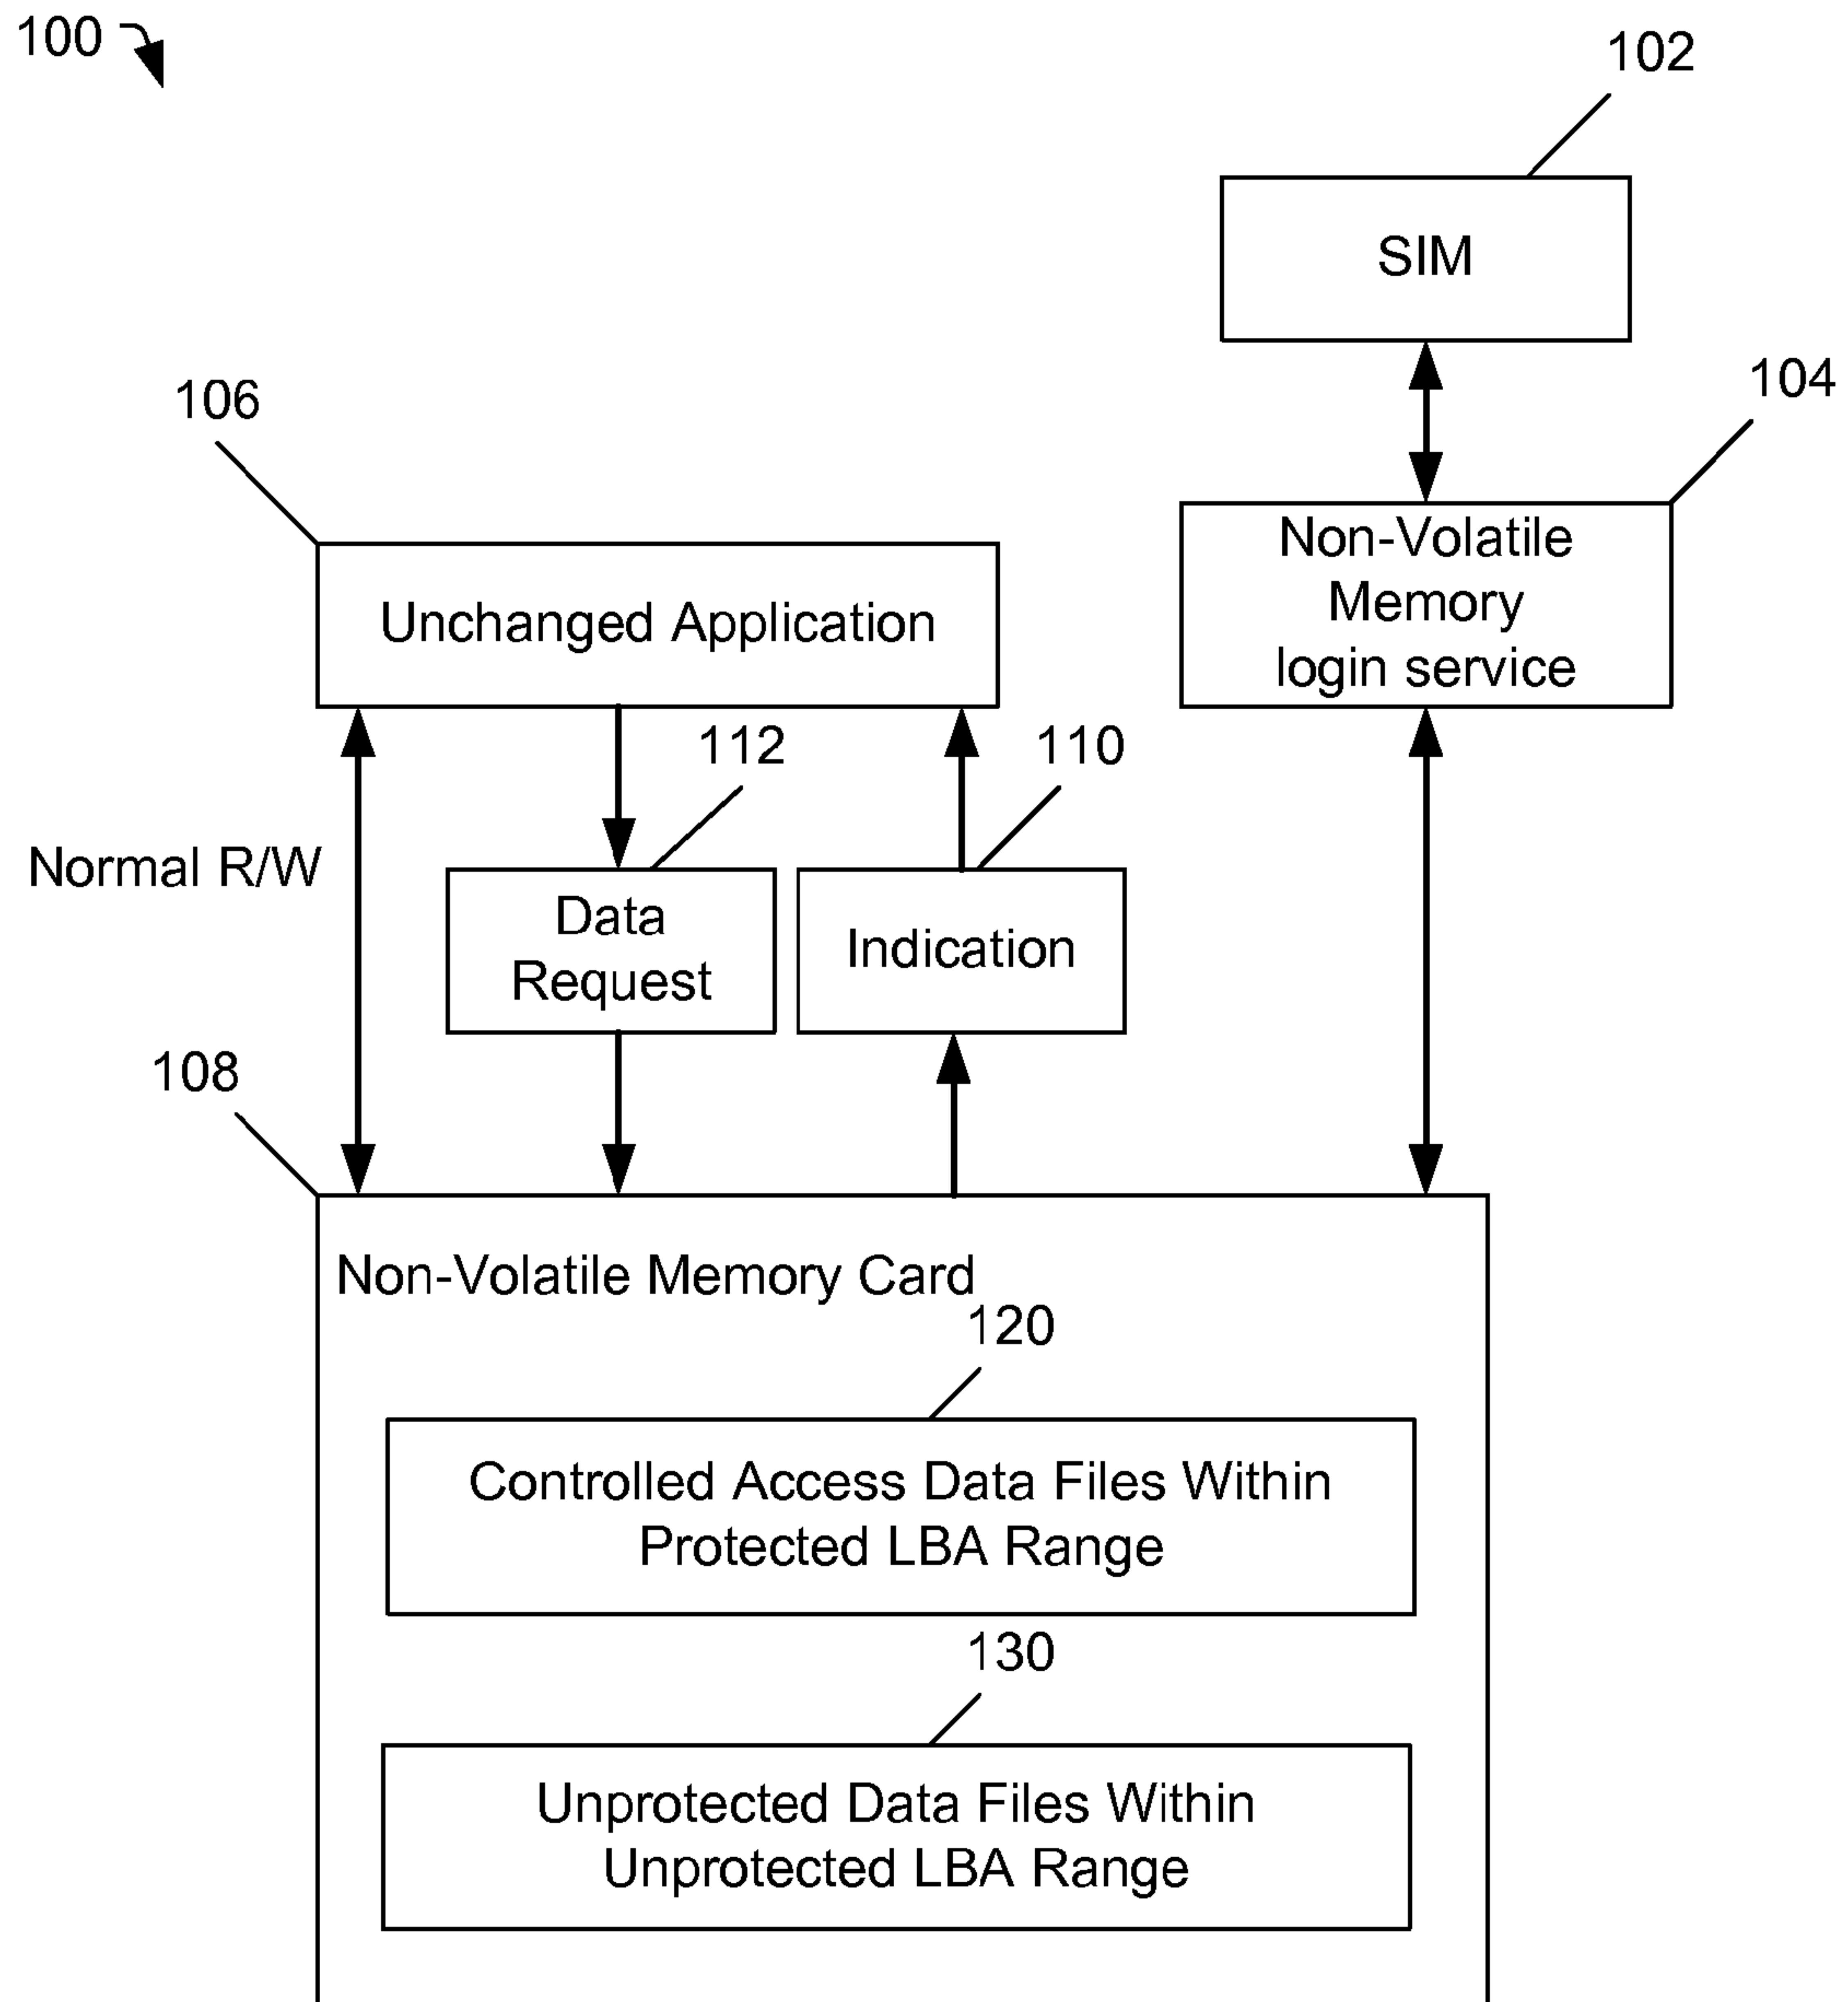 100
102
SIM
104
106
Non-Volatile
Memory
login service
Unchanged Application
112
110
Normal R/W
Data
Request
Indication
108
Non-Volatile Memory Card
120
Controlled Access Data Files Within
Protected LBA Range
130
Unprotected Data Files Within
Unprotected LBA Range